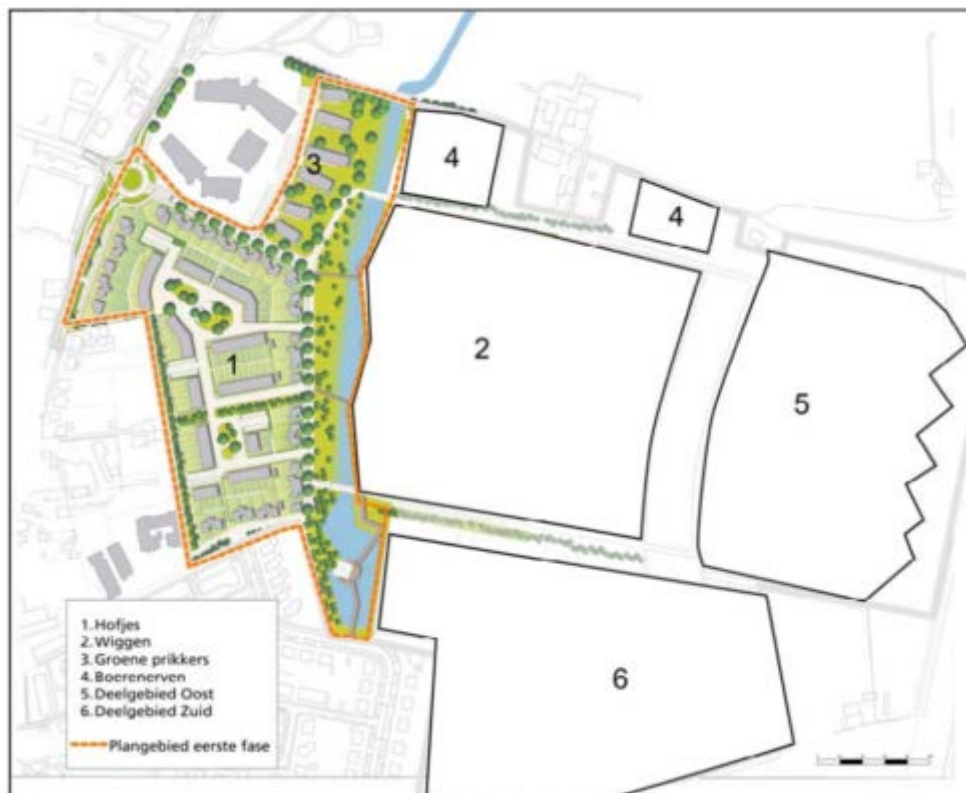 3
4
4
2
1
5
6
1. Hofjes
2. Wiggen
3. Groene prikkers
4. Boerenerven
5. Deelgebied Oost
6. Deelgebied Zuid
Plangebied eerste fase